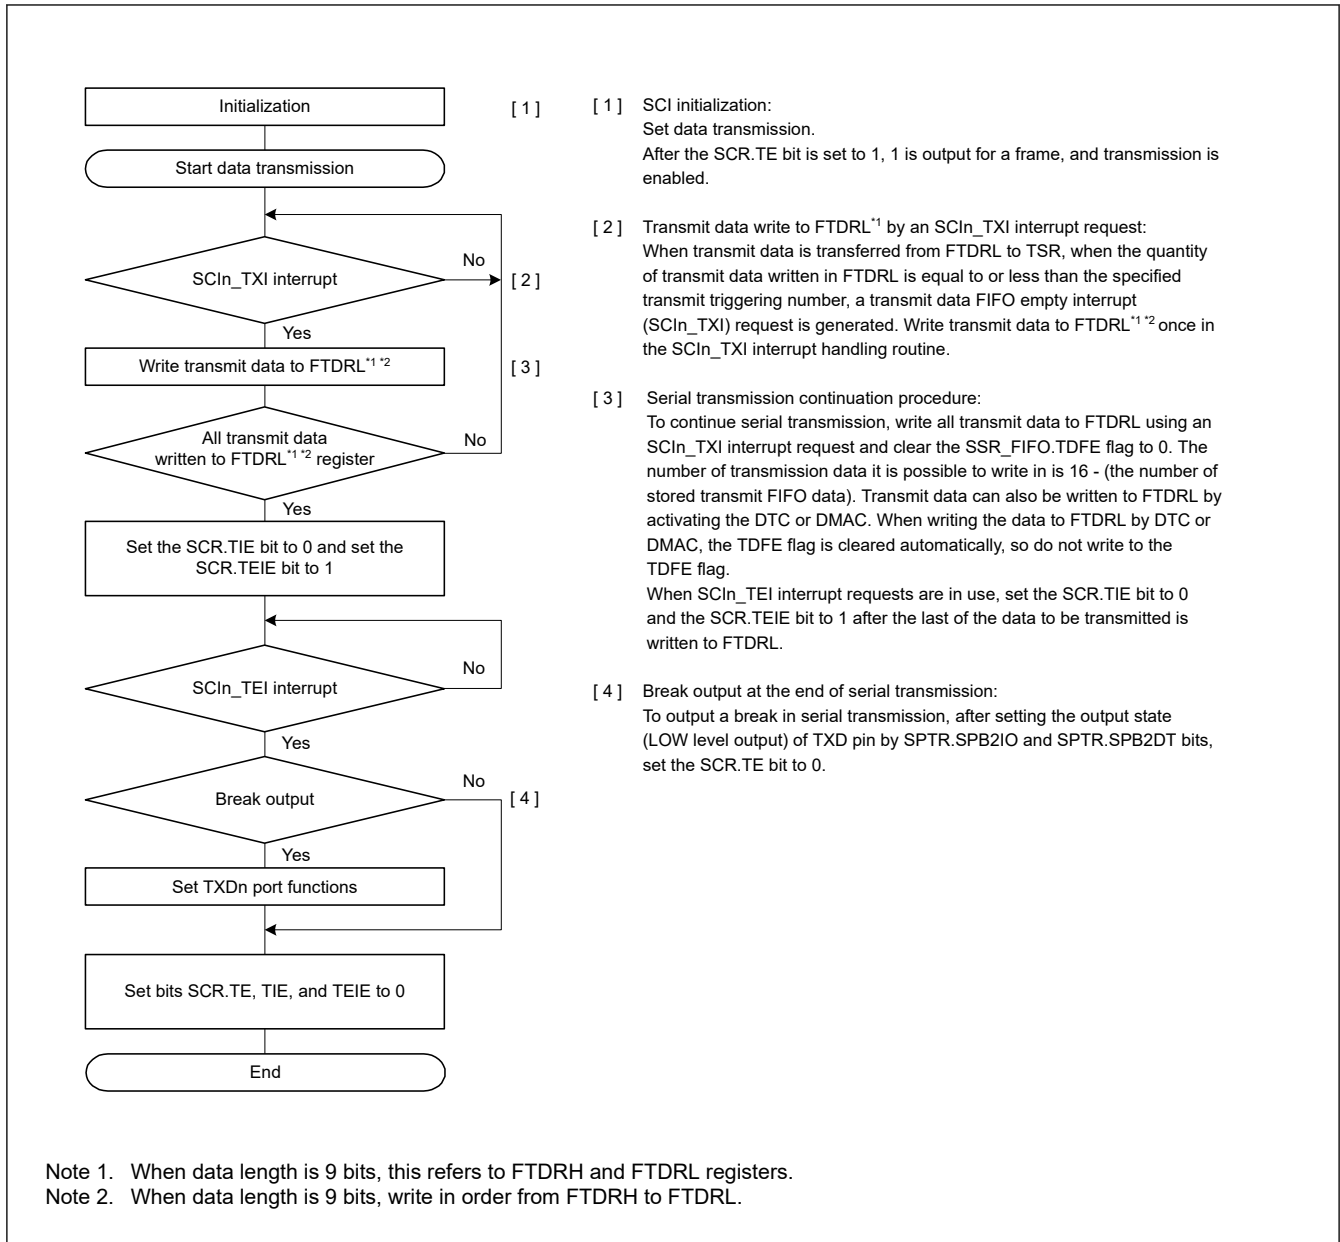 Initialization
[ 1 ]
Start data transmission
SCIn_TXI interrupt
No
[ 2 ]
Yes
Write transmit data to FTDRL*1 *2
[ 3 ]
All transmit data
written to FTDRL*1 *2 register
No
Yes
Set the SCR.TIE bit to 0 and set the
SCR.TEIE bit to 1
SCIn_TEI interrupt
No
Yes
Break output
No
[ 4 ]
Yes
Set TXDn port functions
Set bits SCR.TE, TIE, and TEIE to 0
End
[ 1 ] SCI initialization:
Set data transmission.
After the SCR.TE bit is set to 1, 1 is output for a frame, and transmission is
enabled.
[ 2 ] Transmit data write to FTDRL*1 by an SCIn_TXI interrupt request:
When transmit data is transferred from FTDRL to TSR, when the quantity
of transmit data written in FTDRL is equal to or less than the specified
transmit triggering number, a transmit data FIFO empty interrupt
(SCIn_TXI) request is generated. Write transmit data to FTDRL*1 *2 once in
the SCIn_TXI interrupt handling routine.
[ 3 ] Serial transmission continuation procedure:
To continue serial transmission, write all transmit data to FTDRL using an
SCIn_TXI interrupt request and clear the SSR_FIFO.TDFE flag to 0. The
number of transmission data it is possible to write in is 16 - (the number of
stored transmit FIFO data). Transmit data can also be written to FTDRL by
activating the DTC or DMAC. When writing the data to FTDRL by DTC or
DMAC, the TDFE flag is cleared automatically, so do not write to the
TDFE flag.
When SCIn_TEI interrupt requests are in use, set the SCR.TIE bit to 0
and the SCR.TEIE bit to 1 after the last of the data to be transmitted is
written to FTDRL.
[ 4 ] Break output at the end of serial transmission:
To output a break in serial transmission, after setting the output state
(LOW level output) of TXD pin by SPTR.SPB2IO and SPTR.SPB2DT bits,
set the SCR.TE bit to 0.
Note 1. When data length is 9 bits, this refers to FTDRH and FTDRL registers.
Note 2. When data length is 9 bits, write in order from FTDRH to FTDRL.